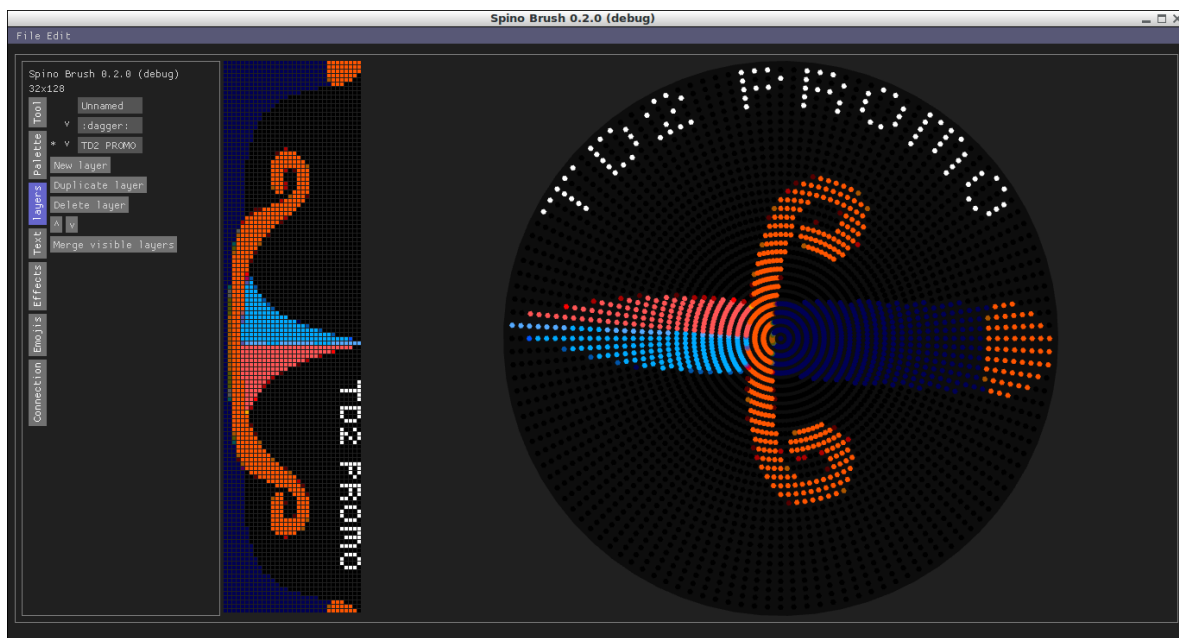 Spino Brush 0.2.0 (debug)
File Edit
Spino Brush 0.2.0 (debug)
32x128
Tool
Palette
layers
Text
Effects
Emojis
Connection
Unnamed
v :dagger:
* v TD2 PROMO
New layer
Duplicate layer
Delete layer
^ v
Merge visible layers
TD2 PROMO
TD2 PROMO